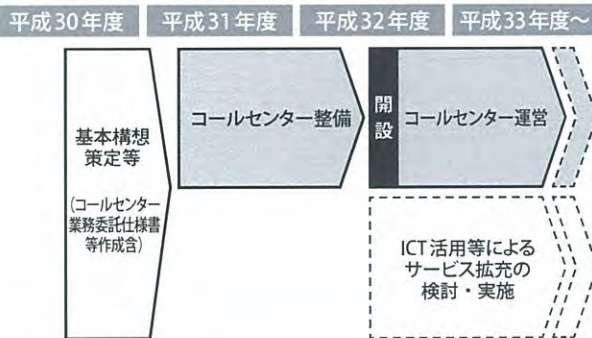 平成30年度
平成31年度
平成32年度
平成33年度～
基本構想
策定等
(コールセンター
業務委託仕様書
等作成含)
コールセンター整備
開設
コールセンター運営
ICT活用等による
サービス拡充の
検討・実施